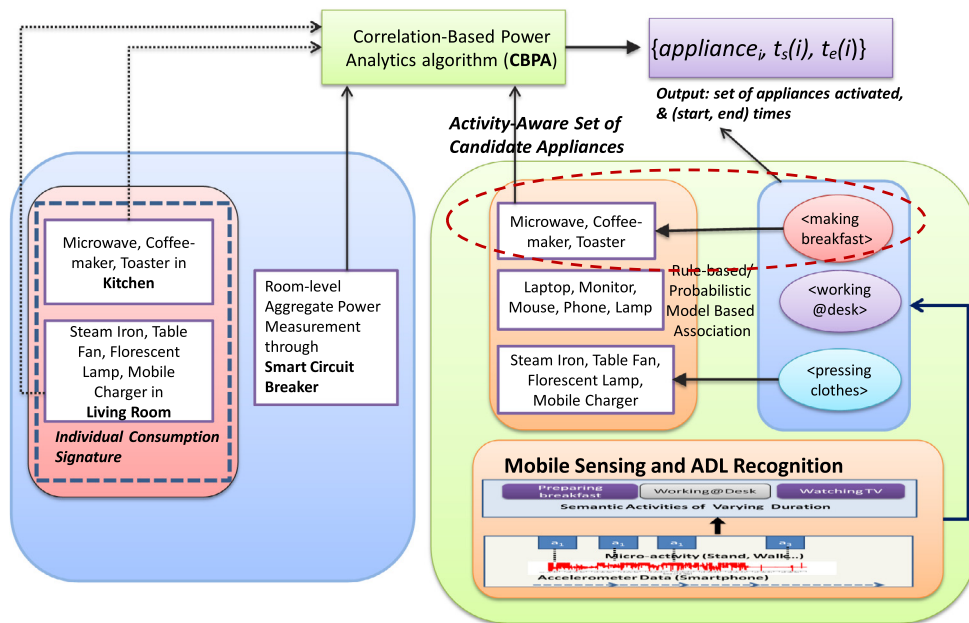 Correlation-Based Power
Analytics algorithm (CBPA)
{applianceᵢ, tₛ(i), tₑ(i)}
Output: set of appliances activated,
& (start, end) times
Activity-Aware Set of
Candidate Appliances
Microwave, Coffee-
maker, Toaster in
Kitchen
Steam Iron, Table
Fan, Florescent
Lamp, Mobile
Charger in
Living Room
Individual Consumption
Signature
Room-level
Aggregate Power
Measurement
through
Smart Circuit
Breaker
Microwave, Coffee-
maker, Toaster
Laptop, Monitor,
Mouse, Phone, Lamp
Steam Iron, Table Fan,
Florescent Lamp,
Mobile Charger
Rule-based/
Probabilistic
Model Based
Association
<making
breakfast>
<working
@desk>
<pressing
clothes>
Mobile Sensing and ADL Recognition
Preparing
breakfast
Working@Desk
Watching TV
Semantic Activities of Varying Duration
a₁ a₁ a₁ a₃
Micro-activity (Stand, Walk...)
Accelerometer Data (Smartphone)